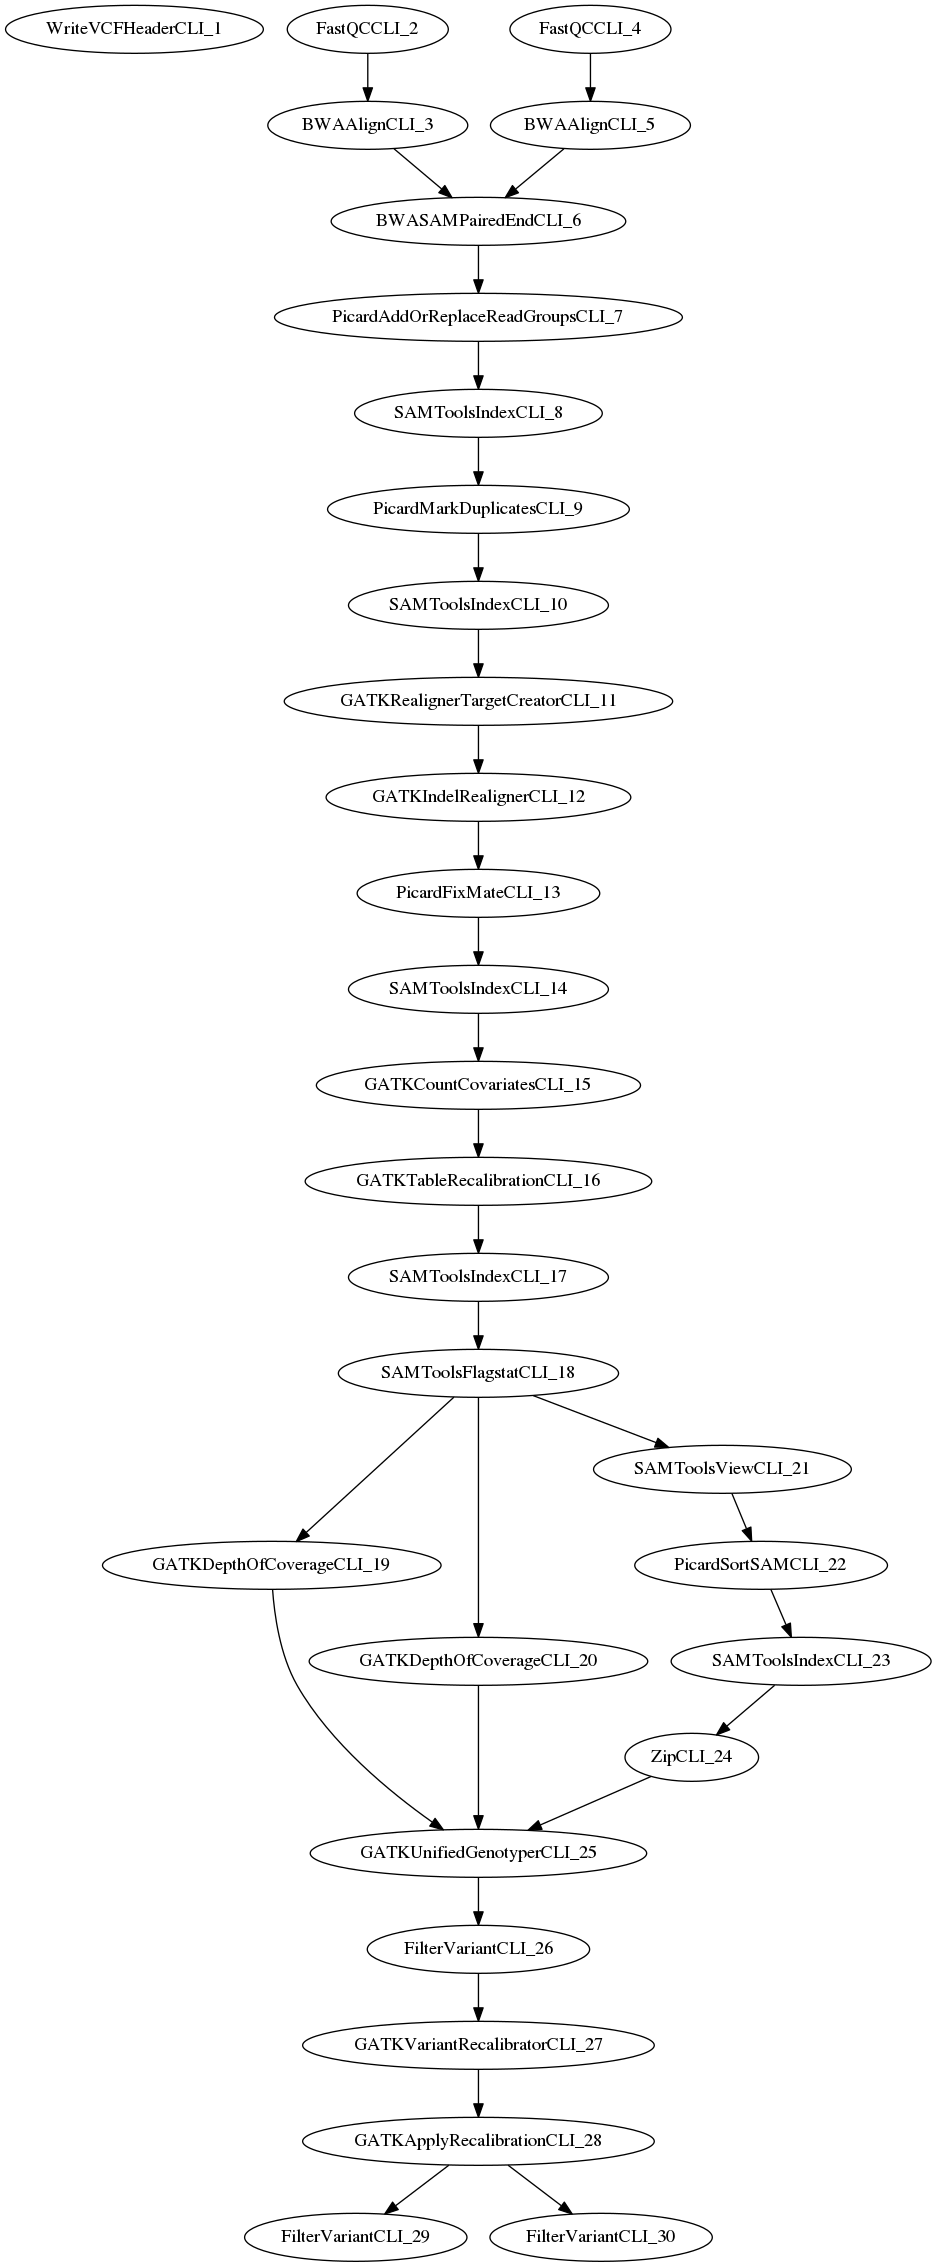 WriteVCFHeaderCLI_1
FastQCCLI_2
FastQCCLI_4
BWAAlignCLI_3
BWAAlignCLI_5
BWASAMPairedEndCLI_6
PicardAddOrReplaceReadGroupsCLI_7
SAMToolsIndexCLI_8
PicardMarkDuplicatesCLI_9
SAMToolsIndexCLI_10
GATKRealignerTargetCreatorCLI_11
GATKIndelRealignerCLI_12
PicardFixMateCLI_13
SAMToolsIndexCLI_14
GATKCountCovariatesCLI_15
GATKTableRecalibrationCLI_16
SAMToolsIndexCLI_17
SAMToolsFlagstatCLI_18
SAMToolsViewCLI_21
GATKDepthOfCoverageCLI_19
PicardSortSAMCLI_22
GATKDepthOfCoverageCLI_20
SAMToolsIndexCLI_23
ZipCLI_24
GATKUnifiedGenotyperCLI_25
FilterVariantCLI_26
GATKVariantRecalibratorCLI_27
GATKApplyRecalibrationCLI_28
FilterVariantCLI_29
FilterVariantCLI_30